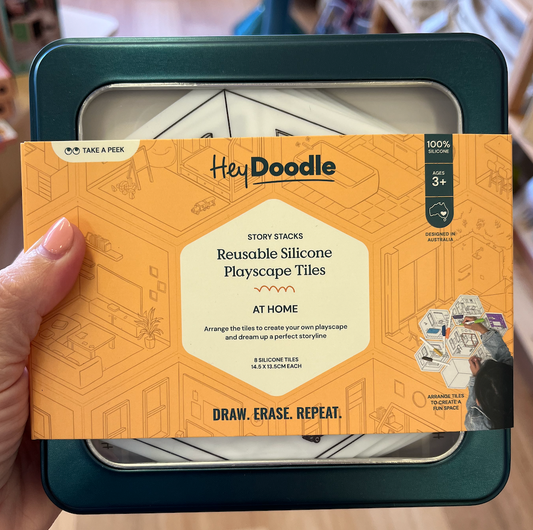 TAKE A PEEK
HeyDoodle
100%
SILICONE
AGES
3+
DESIGNED IN
AUSTRALIA
STORY STACKS
Reusable Silicone
Playscape Tiles
AT HOME
Arrange the tiles to create your own playscape
and dream up a perfect storyline
8 SILICONE TILES
14.5 X 13.5CM EACH
ARRANGE TILES
TO CREATE A
FUN SPACE
DRAW. ERASE. REPEAT.